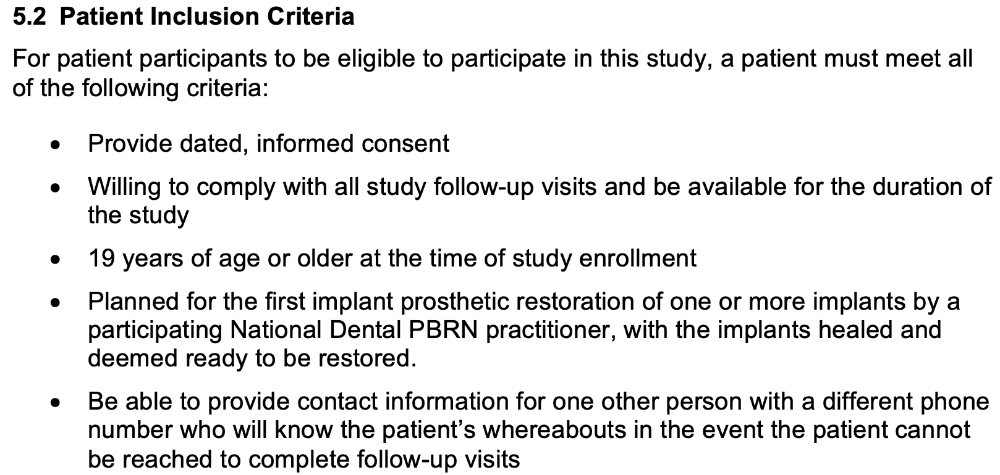 5.2 Patient Inclusion Criteria
For patient participants to be eligible to participate in this study, a patient must meet all
of the following criteria:
• Provide dated, informed consent
• Willing to comply with all study follow-up visits and be available for the duration of
the study
• 19 years of age or older at the time of study enrollment
• Planned for the first implant prosthetic restoration of one or more implants by a
participating National Dental PBRN practitioner, with the implants healed and
deemed ready to be restored.
• Be able to provide contact information for one other person with a different phone
number who will know the patient’s whereabouts in the event the patient cannot
be reached to complete follow-up visits